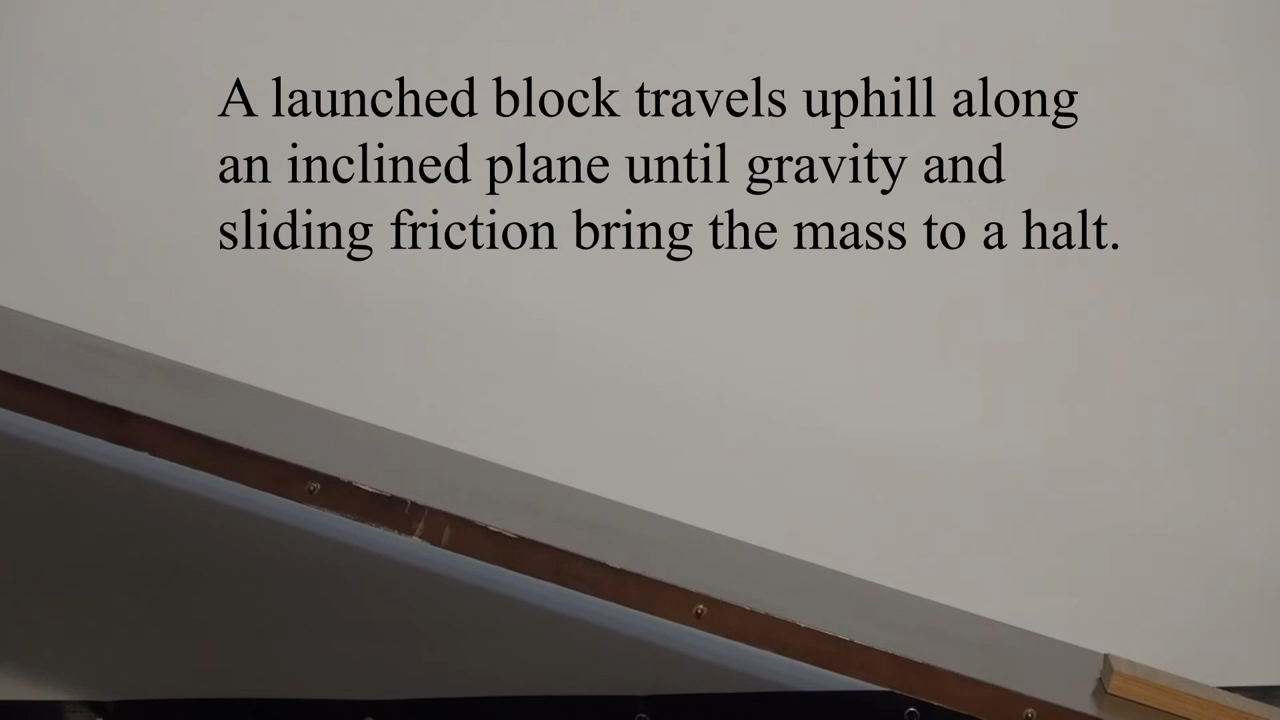 A launched block travels uphill along
an inclined plane until gravity and
sliding friction bring the mass to a halt.